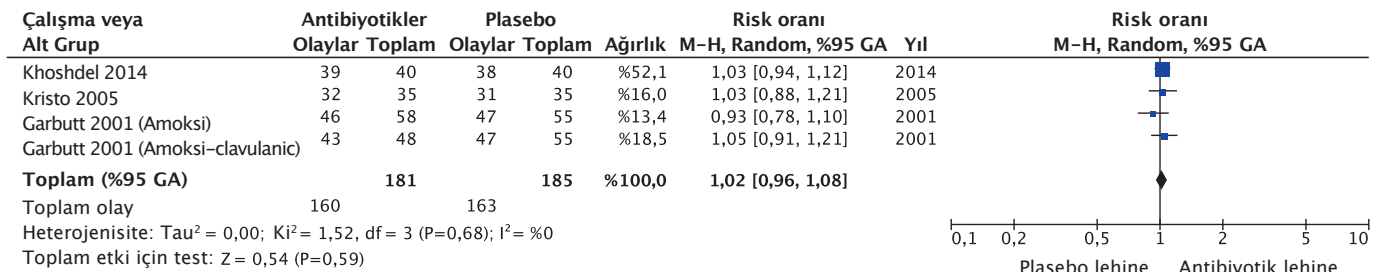 Çalışma veya Antibiyotikler Plasebo Risk oranı Risk oranı
Alt Grup Olaylar Toplam Olaylar Toplam Ağırlık M-H, Random, %95 GA Yıl M-H, Random, %95 GA
Khoshdel 2014 39 40 38 40 %52,1 1,03 [0,94, 1,12] 2014
Kristo 2005 32 35 31 35 %16,0 1,03 [0,88, 1,21] 2005
Garbutt 2001 (Amoksi) 46 58 47 55 %13,4 0,93 [0,78, 1,10] 2001
Garbutt 2001 (Amoksi-clavulanic) 43 48 47 55 %18,5 1,05 [0,91, 1,21] 2001
Toplam (%95 GA) 181 185 %100,0 1,02 [0,96, 1,08]
Toplam olay 160 163
Heterojenisite: Tau² = 0,00; Ki² = 1,52, df = 3 (P=0,68); I² = %0
Toplam etki için test: Z = 0,54 (P=0,59)
0,1 0,2 0,5 1 2 5 10
Plasebo lehine Antibiyotik lehine